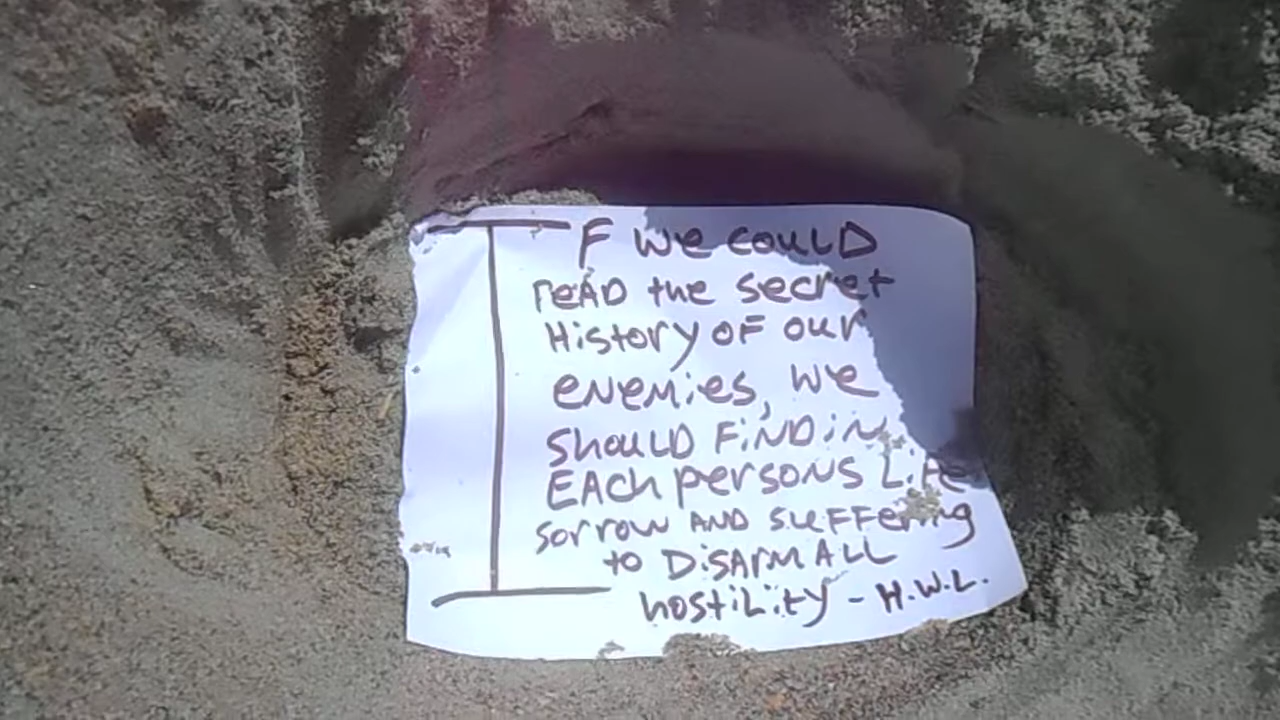 IF we could
reAD the secret
History of our
enemies, we
should find in
EAch persons Life
sorrow AND suffering
to DisArm ALL
hostiLity - H.W.L.